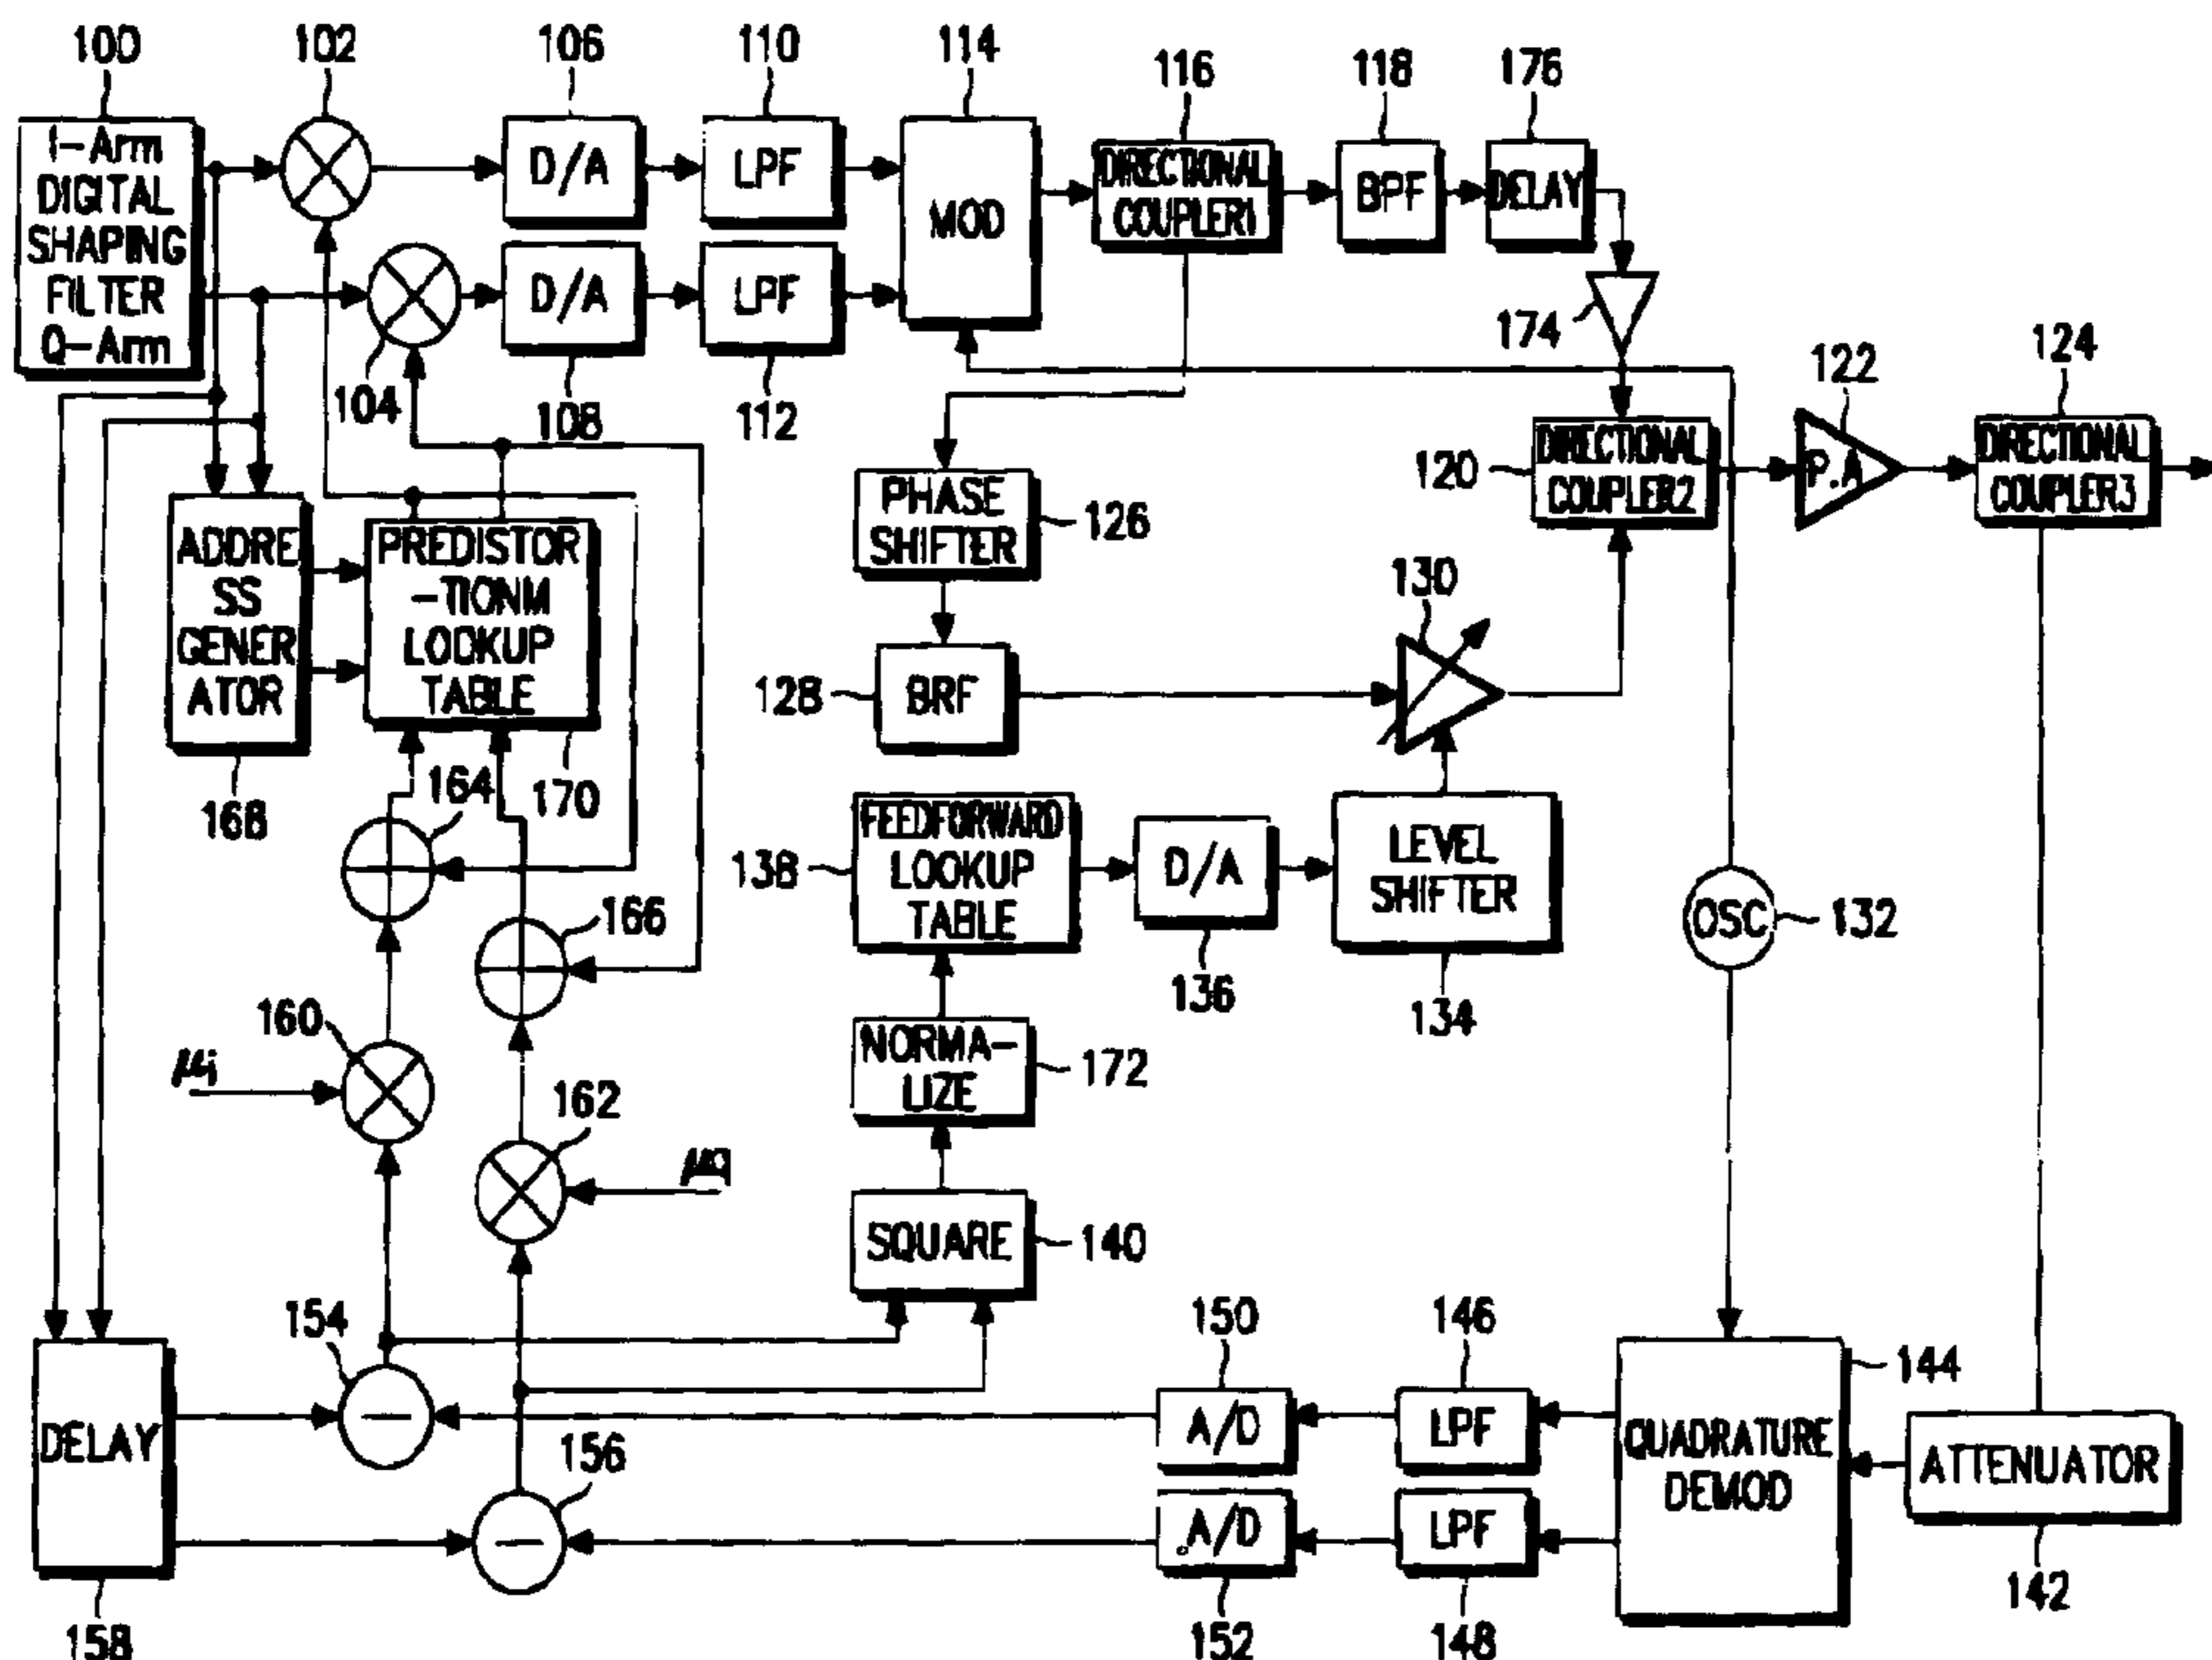 100
102
106
110
114
116
118
176
I-Arm
DIGITAL
SHAPING
FILTER
Q-Arm
D/A
LPF
MOD
DIRECTIONAL
COUPLER1
BPF
DELAY
D/A
LPF
104
108
112
174
122
124
120
DIRECTIONAL
COUPLER2
P.A
DIRECTIONAL
COUPLER3
PHASE
SHIFTER
126
ADDRE
SS
GENER
ATOR
PREDISTOR
-TIONM
LOOKUP
TABLE
130
128
BRF
168
164
170
138
FEEDFORWARD
LOOKUP
TABLE
D/A
LEVEL
SHIFTER
OSC
132
166
136
134
160
μi
NORMA-
LIZE
172
162
μq
SQUARE
140
154
150
146
144
DELAY
A/D
LPF
QUADRATURE
DEMOD
ATTENUATOR
156
A/D
LPF
142
158
152
148